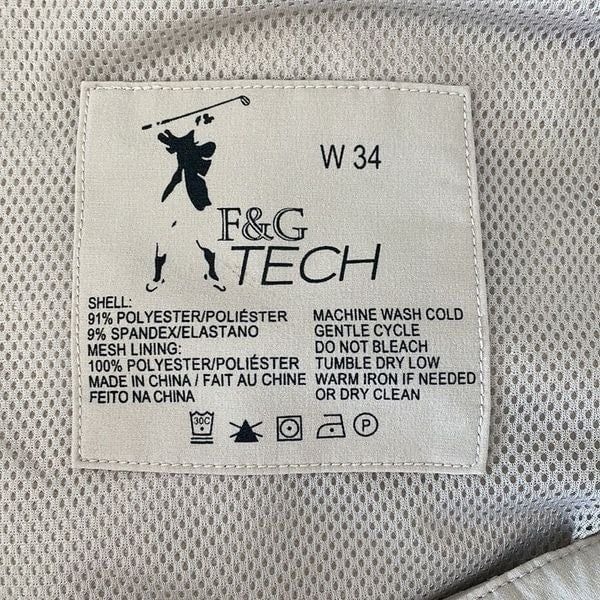 W 34
F&G
TECH
SHELL:
91% POLYESTER/POLIÉSTER
9% SPANDEX/ELASTANO
MESH LINING:
100% POLYESTER/POLIÉSTER
MADE IN CHINA / FAIT AU CHINE
FEITO NA CHINA
MACHINE WASH COLD
GENTLE CYCLE
DO NOT BLEACH
TUMBLE DRY LOW
WARM IRON IF NEEDED
OR DRY CLEAN
30C
P